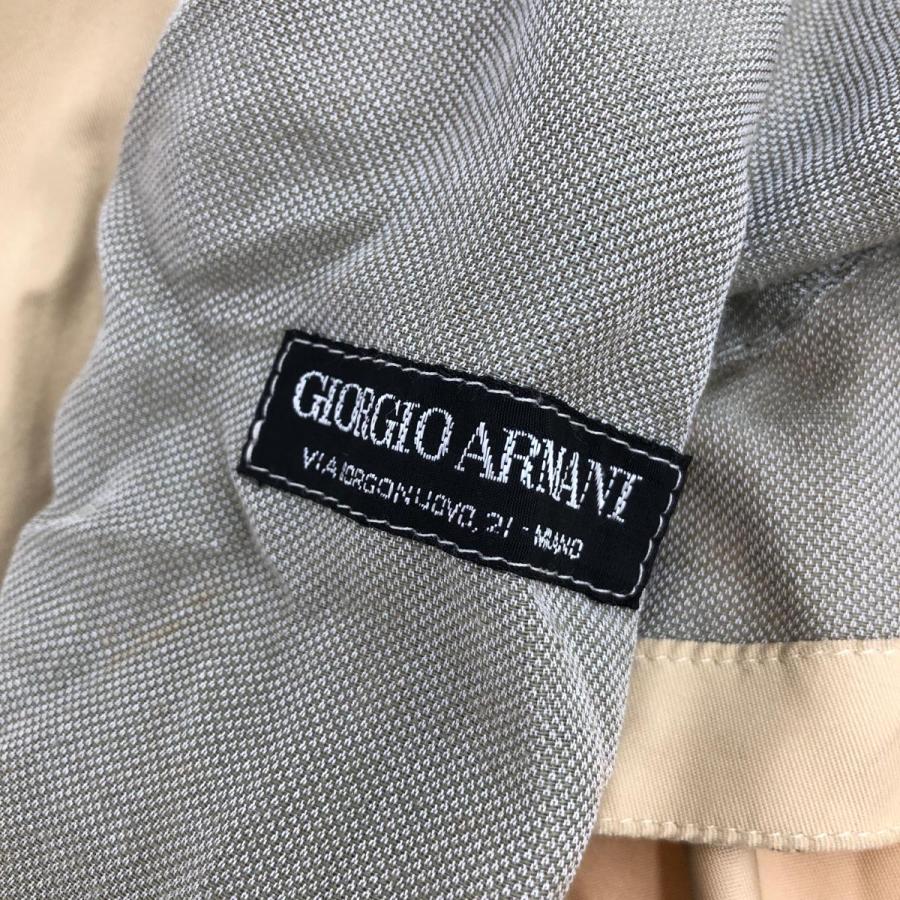 GIORGIO ARMANI
VIA BORGONUOVO, 21 - MILANO